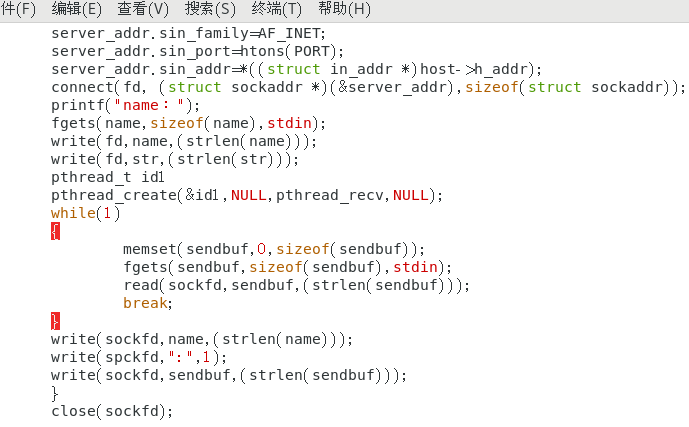 件(F) 编辑(E) 查看(V) 搜索(S) 终端(T) 帮助(H)
server_addr.sin_family=AF_INET;
server_addr.sin_port=htons(PORT);
server_addr.sin_addr=*((struct in_addr *)host->h_addr);
connect(fd, (struct sockaddr *)(&server_addr),sizeof(struct sockaddr));
printf("name：");
fgets(name,sizeof(name),stdin);
write(fd,name,(strlen(name)));
write(fd,str,(strlen(str)));
pthread_t id1
pthread_create(&id1,NULL,pthread_recv,NULL);
while(1)
{
memset(sendbuf,0,sizeof(sendbuf));
fgets(sendbuf,sizeof(sendbuf),stdin);
read(sockfd,sendbuf,(strlen(sendbuf)));
break;
}
write(sockfd,name,(strlen(name)));
write(spckfd,":",1);
write(sockfd,sendbuf,(strlen(sendbuf)));
}
close(sockfd);